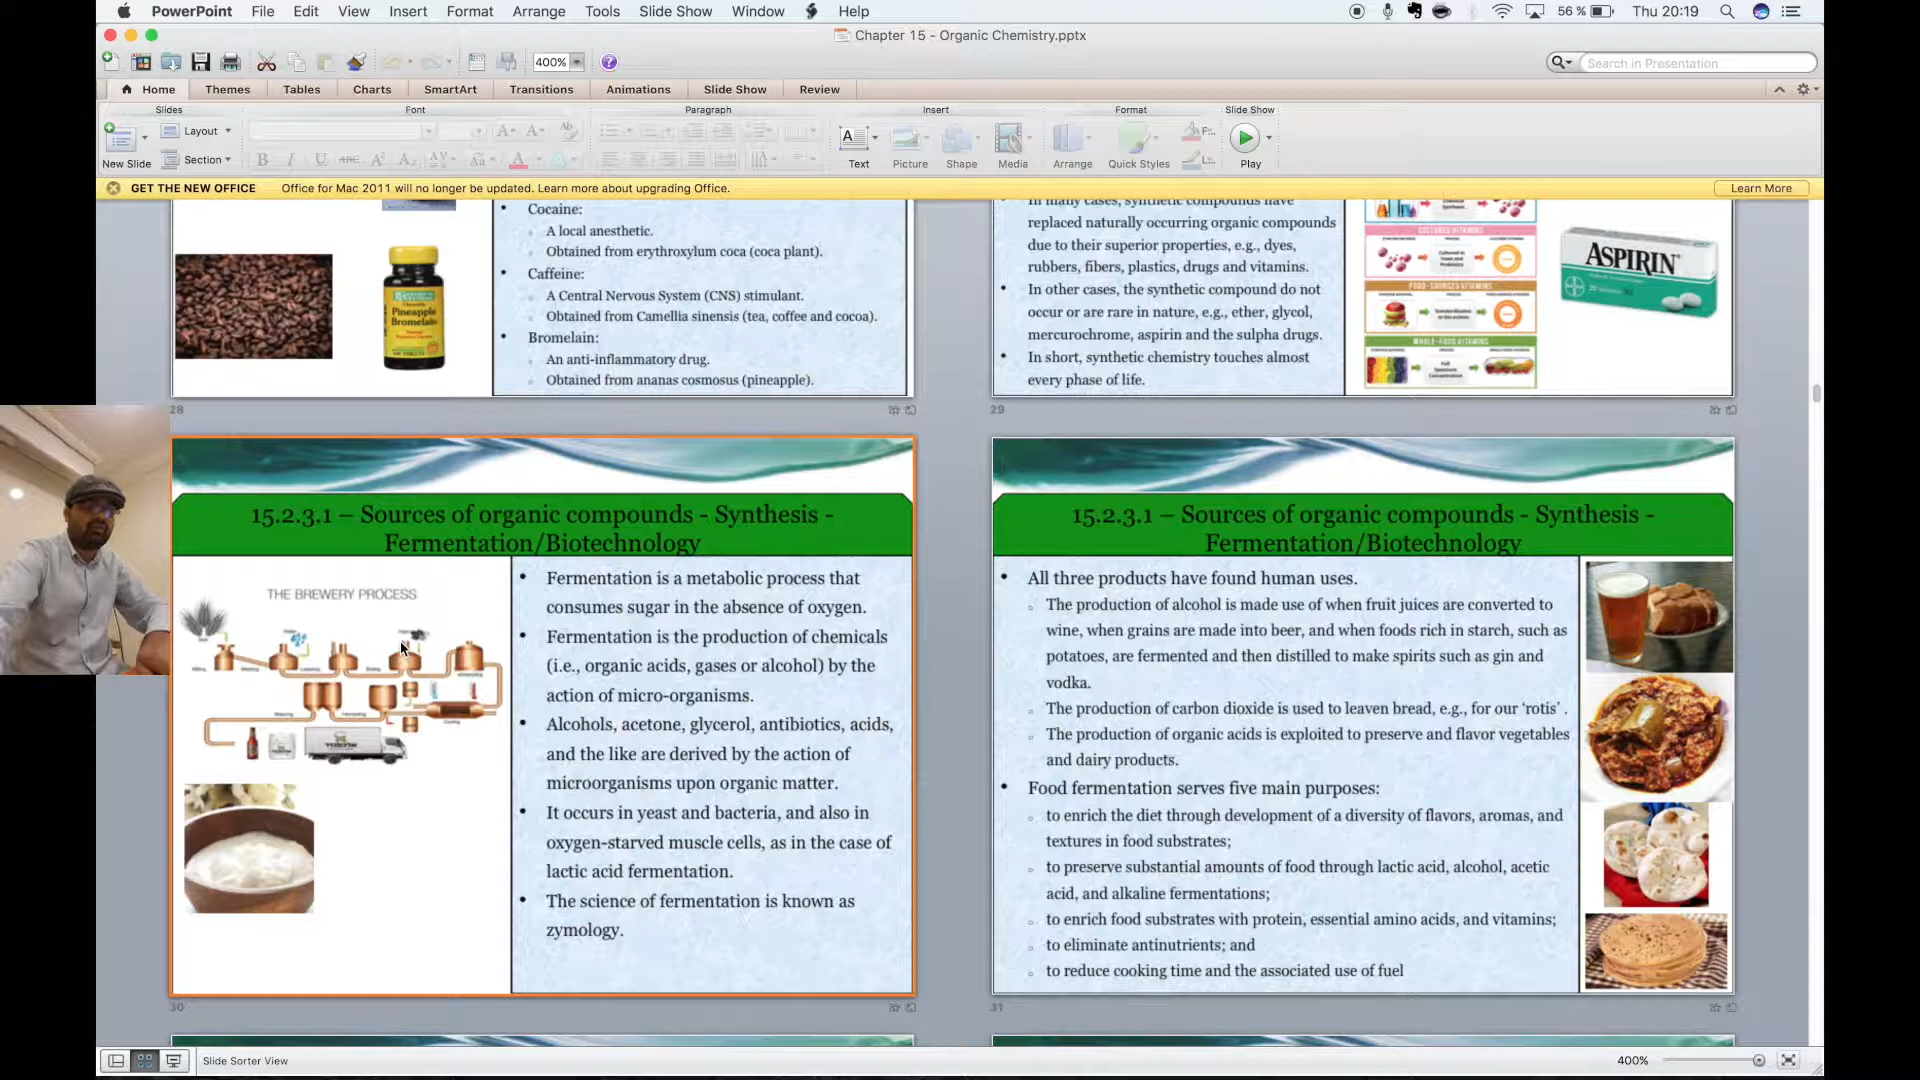 PowerPoint File Edit View Insert Format Arrange Tools Slide Show Window Help 56 % Thu 20:19
Chapter 15 - Organic Chemistry.pptx
400%
Search in Presentation
Home Themes Tables Charts SmartArt Transitions Animations Slide Show Review
Slides Font Paragraph Insert Format Slide Show
New Slide Layout Section
Text Picture Shape Media Arrange Quick Styles Play
GET THE NEW OFFICE Office for Mac 2011 will no longer be updated. Learn more about upgrading Office. Learn More
Cocaine:
A local anesthetic.
Obtained from erythroxylum coca (coca plant).
Caffeine:
A Central Nervous System (CNS) stimulant.
Obtained from Camellia sinensis (tea, coffee and cocoa).
Bromelain:
An anti-inflammatory drug.
Obtained from ananas cosmosus (pineapple).
Pineapple
Bromelain
28
In many cases, synthetic compounds have
replaced naturally occurring organic compounds
due to their superior properties, e.g., dyes,
rubbers, fibers, plastics, drugs and vitamins.
In other cases, the synthetic compound do not
occur or are rare in nature, e.g., ether, glycol,
mercurochrome, aspirin and the sulpha drugs.
In short, synthetic chemistry touches almost
every phase of life.
CULTURED VITAMINS
FOOD-SOURCED VITAMINS
WHOLE-FOOD VITAMINS
ASPIRIN
29
15.2.3.1 – Sources of organic compounds - Synthesis -
Fermentation/Biotechnology
THE BREWERY PROCESS
Fermentation is a metabolic process that
consumes sugar in the absence of oxygen.
Fermentation is the production of chemicals
(i.e., organic acids, gases or alcohol) by the
action of micro-organisms.
Alcohols, acetone, glycerol, antibiotics, acids,
and the like are derived by the action of
microorganisms upon organic matter.
It occurs in yeast and bacteria, and also in
oxygen-starved muscle cells, as in the case of
lactic acid fermentation.
The science of fermentation is known as
zymology.
30
15.2.3.1 – Sources of organic compounds - Synthesis -
Fermentation/Biotechnology
All three products have found human uses.
The production of alcohol is made use of when fruit juices are converted to
wine, when grains are made into beer, and when foods rich in starch, such as
potatoes, are fermented and then distilled to make spirits such as gin and
vodka.
The production of carbon dioxide is used to leaven bread, e.g., for our ‘rotis’ .
The production of organic acids is exploited to preserve and flavor vegetables
and dairy products.
Food fermentation serves five main purposes:
to enrich the diet through development of a diversity of flavors, aromas, and
textures in food substrates;
to preserve substantial amounts of food through lactic acid, alcohol, acetic
acid, and alkaline fermentations;
to enrich food substrates with protein, essential amino acids, and vitamins;
to eliminate antinutrients; and
to reduce cooking time and the associated use of fuel
31
Slide Sorter View 400%